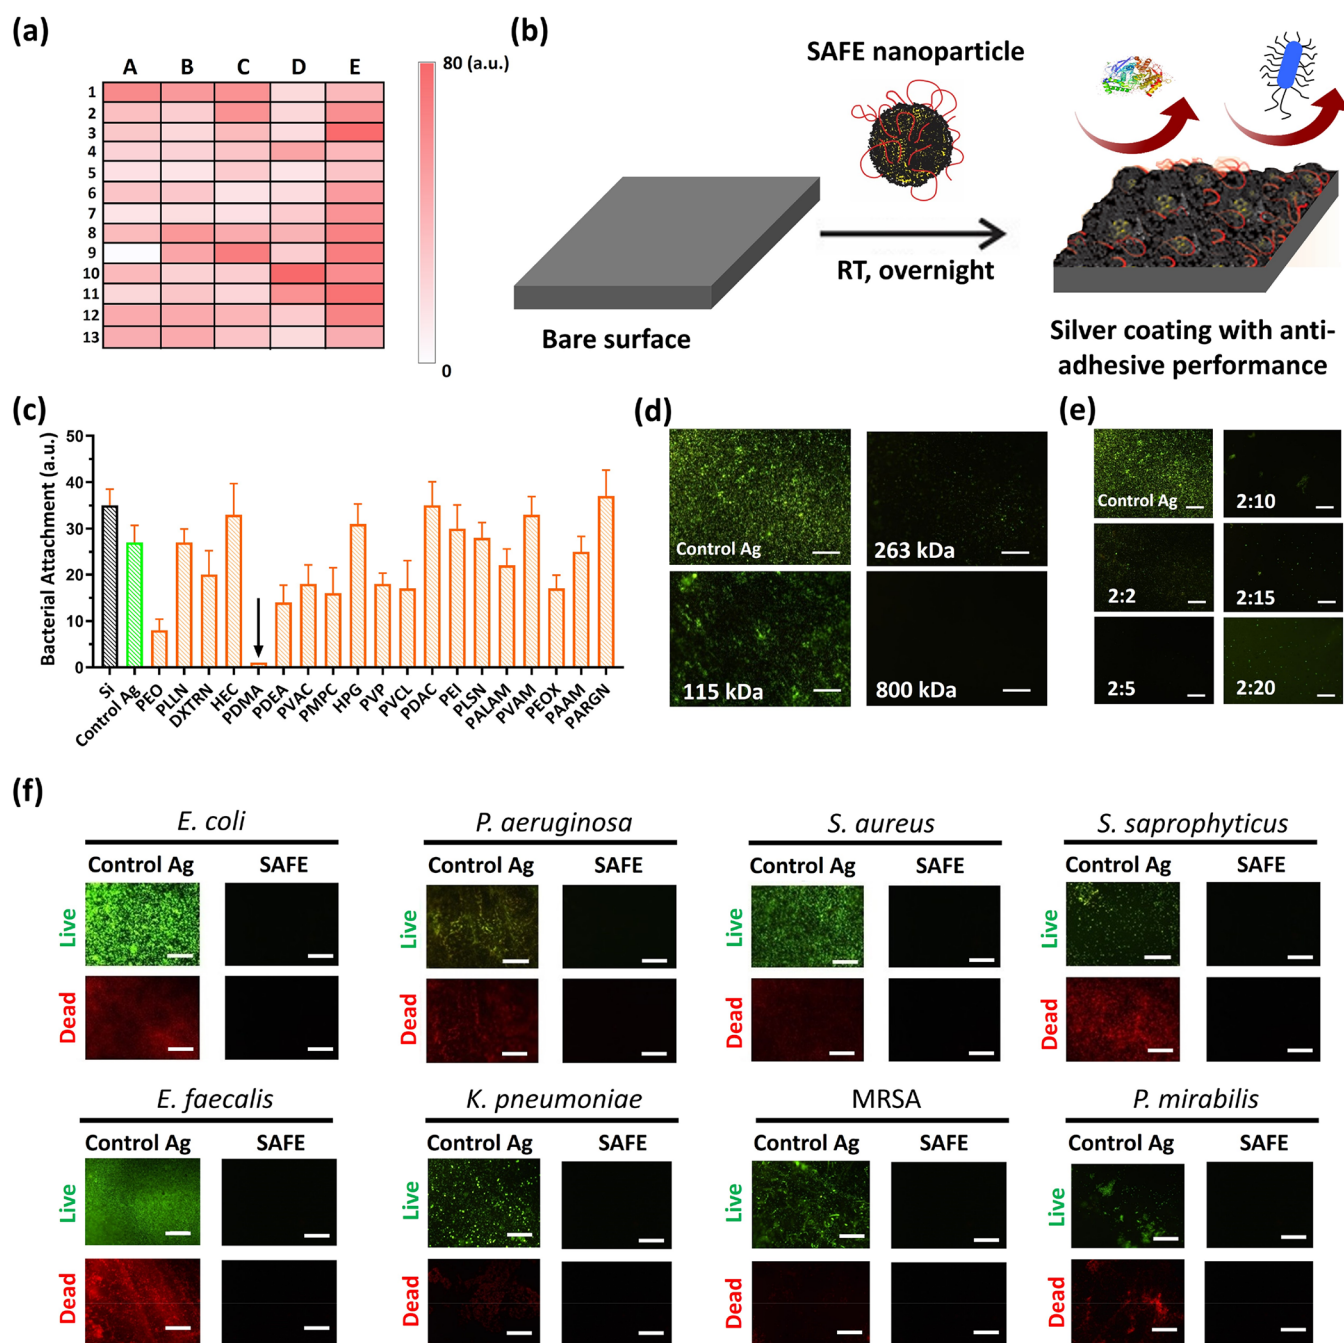 (a)
A B C D E
1
2
3
4
5
6
7
8
9
10
11
12
13
80 (a.u.)
0
(b)
SAFE nanoparticle
RT, overnight
Bare surface
Silver coating with anti-
adhesive performance
(c)
Bacterial Attachment (a.u.)
50
40
30
20
10
0
Si
Control Ag
PEO
PLLN
DXTRN
HEC
PDMA
PDEA
PVAC
PMPC
HPG
PVP
PVCL
PDAC
PEI
PLSN
PALAM
PVAM
PEOX
PAAM
PARGN
(d)
Control Ag
263 kDa
115 kDa
800 kDa
(e)
Control Ag
2:10
2:2
2:15
2:5
2:20
(f)
E. coli
Control Ag SAFE
Live
Dead
P. aeruginosa
Control Ag SAFE
Live
Dead
S. aureus
Control Ag SAFE
Live
Dead
S. saprophyticus
Control Ag SAFE
Live
Dead
E. faecalis
Control Ag SAFE
Live
Dead
K. pneumoniae
Control Ag SAFE
Live
Dead
MRSA
Control Ag SAFE
Live
Dead
P. mirabilis
Control Ag SAFE
Live
Dead